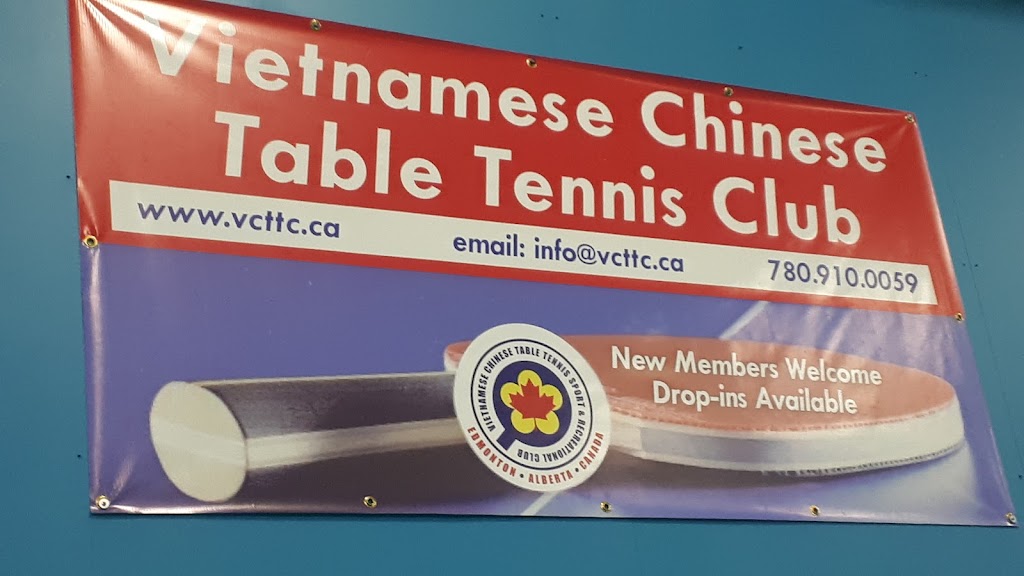 Vietnamese Chinese
Table Tennis Club
www.vcttc.ca
email: info@vcttc.ca
780.910.0059
New Members Welcome
Drop-ins Available
VIETNAMESE CHINESE TABLE TENNIS SPORT & RECREATIONAL CLUB
EDMONTON • ALBERTA • CANADA